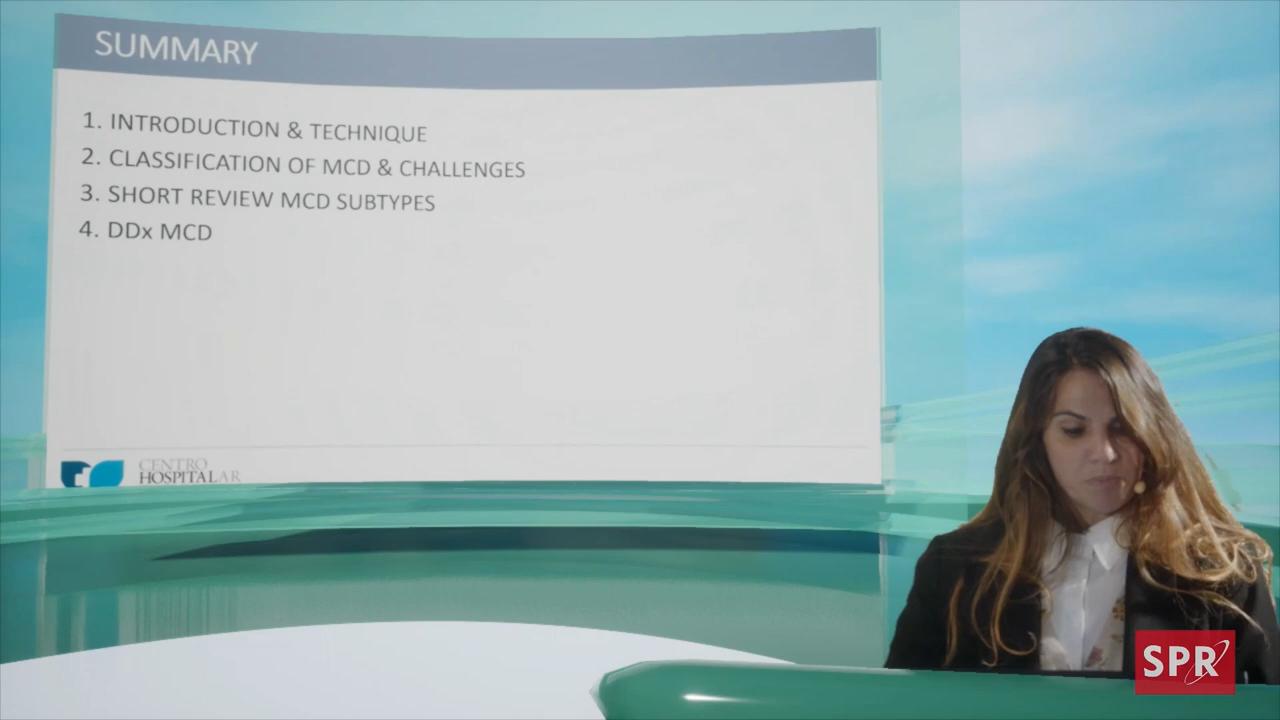 SUMMARY
1. INTRODUCTION & TECHNIQUE
2. CLASSIFICATION OF MCD & CHALLENGES
3. SHORT REVIEW MCD SUBTYPES
4. DDx MCD
CENTRO
HOSPITALAR
SPR